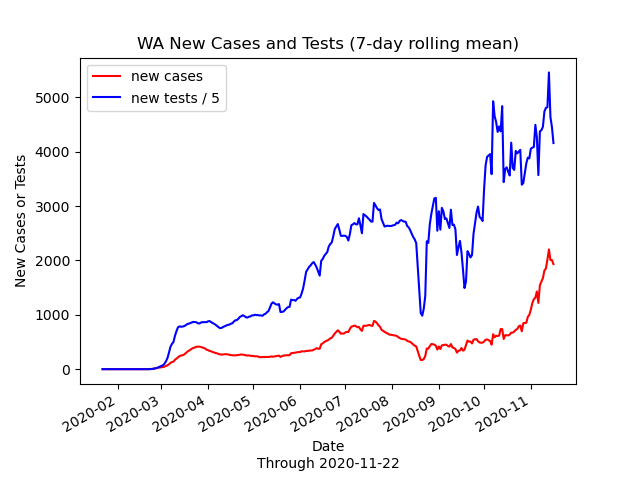 WA New Cases and Tests (7-day rolling mean)
new cases
new tests / 5
New Cases or Tests
5000
4000
3000
2000
1000
0
2020-02
2020-03
2020-04
2020-05
2020-06
2020-07
2020-08
2020-09
2020-10
2020-11
Date
Through 2020-11-22